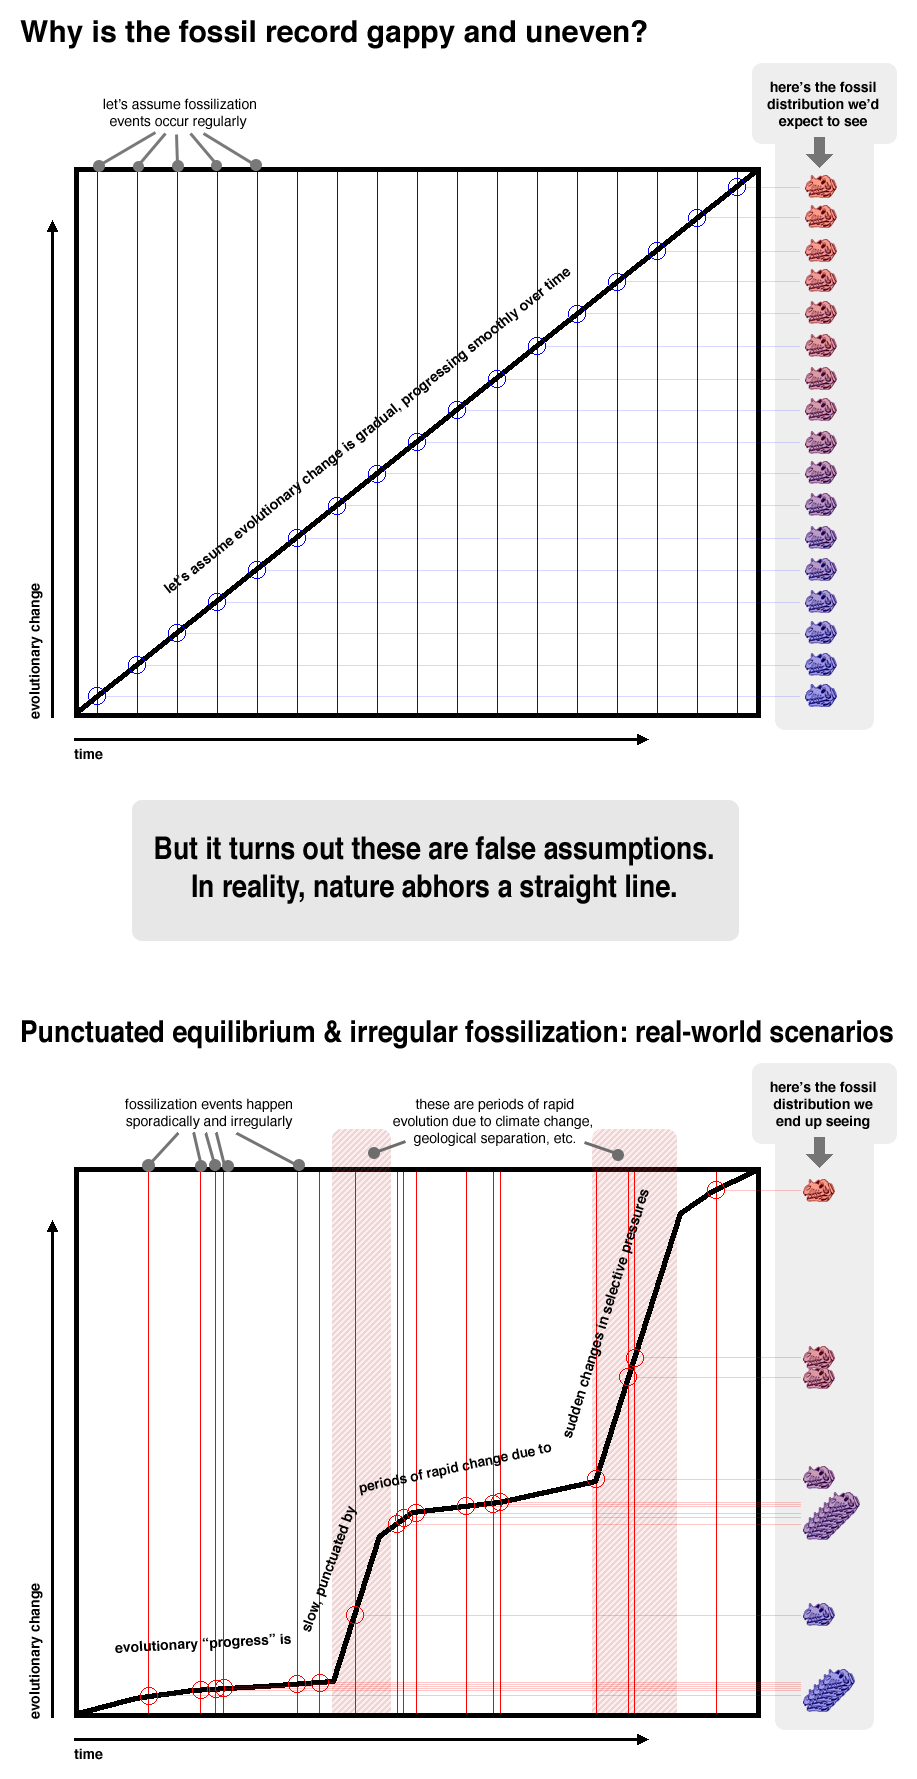 Why is the fossil record gappy and uneven?
here's the fossil
distribution we'd
expect to see
let's assume fossilization
events occur regularly
let's assume evolutionary change is gradual, progressing smoothly over time
evolutionary change
time
But it turns out these are false assumptions.
In reality, nature abhors a straight line.
Punctuated equilibrium & irregular fossilization: real-world scenarios
here's the fossil
distribution we
end up seeing
fossilization events happen
sporadically and irregularly
these are periods of rapid
evolution due to climate change,
geological separation, etc.
evolutionary “progress” is
slow, punctuated by
periods of rapid change due to
sudden changes in selective pressures
evolutionary change
time